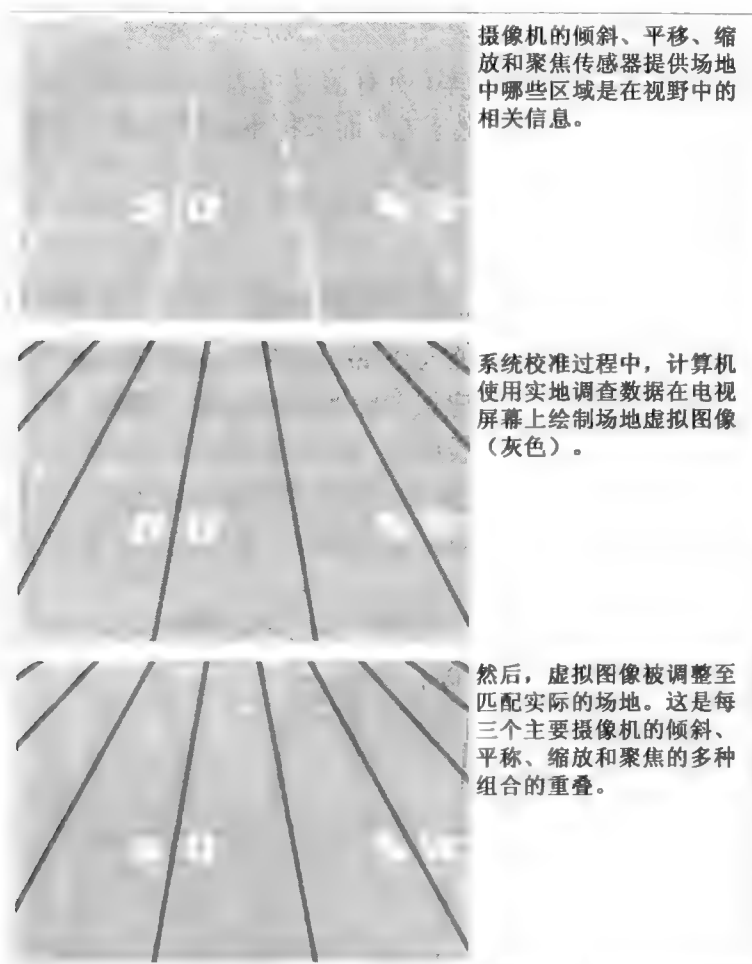 摄像机的倾斜、平移、缩
放和聚焦传感器提供场地
中哪些区域是在视野中的
相关信息。
系统校准过程中，计算机
使用实地调查数据在电视
屏幕上绘制场地虚拟图像
（灰色）。
然后，虚拟图像被调整至
匹配实际的场地。这是每
三个主要摄像机的倾斜、
平称、缩放和聚焦的多种
组合的重叠。